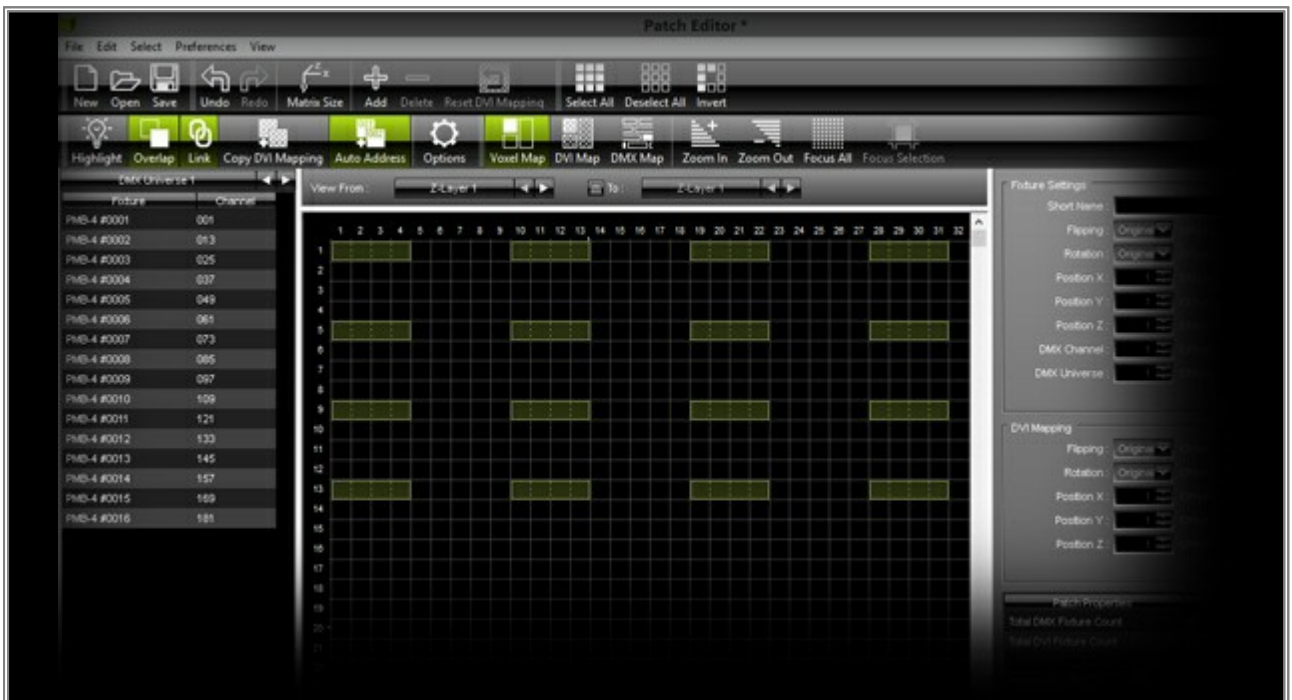 Patch Editor *
File Edit Select Preferences View
New Open Save Undo Redo Matrix Size Add Delete Reset DVI Mapping Select All Deselect All Invert
Highlight Overlap Link Copy DVI Mapping Auto Address Options Voxel Map DVI Map DMX Map Zoom In Zoom Out Focus All Focus Selection
DMX Universe 1
Fixture Channel
PMB-4 #0001 001
PMB-4 #0002 013
PMB-4 #0003 025
PMB-4 #0004 037
PMB-4 #0005 049
PMB-4 #0006 061
PMB-4 #0007 073
PMB-4 #0008 085
PMB-4 #0009 097
PMB-4 #0010 109
PMB-4 #0011 121
PMB-4 #0012 133
PMB-4 #0013 145
PMB-4 #0014 157
PMB-4 #0015 169
PMB-4 #0016 181
View From: Z-Layer 1 To: Z-Layer 1
1 2 3 4 5 6 7 8 9 10 11 12 13 14 15 16 17 18 19 20 21 22 23 24 25 26 27 28 29 30 31 32
1
2
3
4
5
6
7
8
9
10
11
12
13
14
15
16
17
18
19
20
21
Fixture Settings
Short Name:
Flipping: Original
Rotation: Original
Position X:
Position Y:
Position Z:
DMX Channel:
DMX Universe:
DVI Mapping
Flipping: Original
Rotation: Original
Position X: 1
Position Y: 1
Position Z: 1
Patch Properties
Total DMX Fixture Count
Total DVI Fixture Count